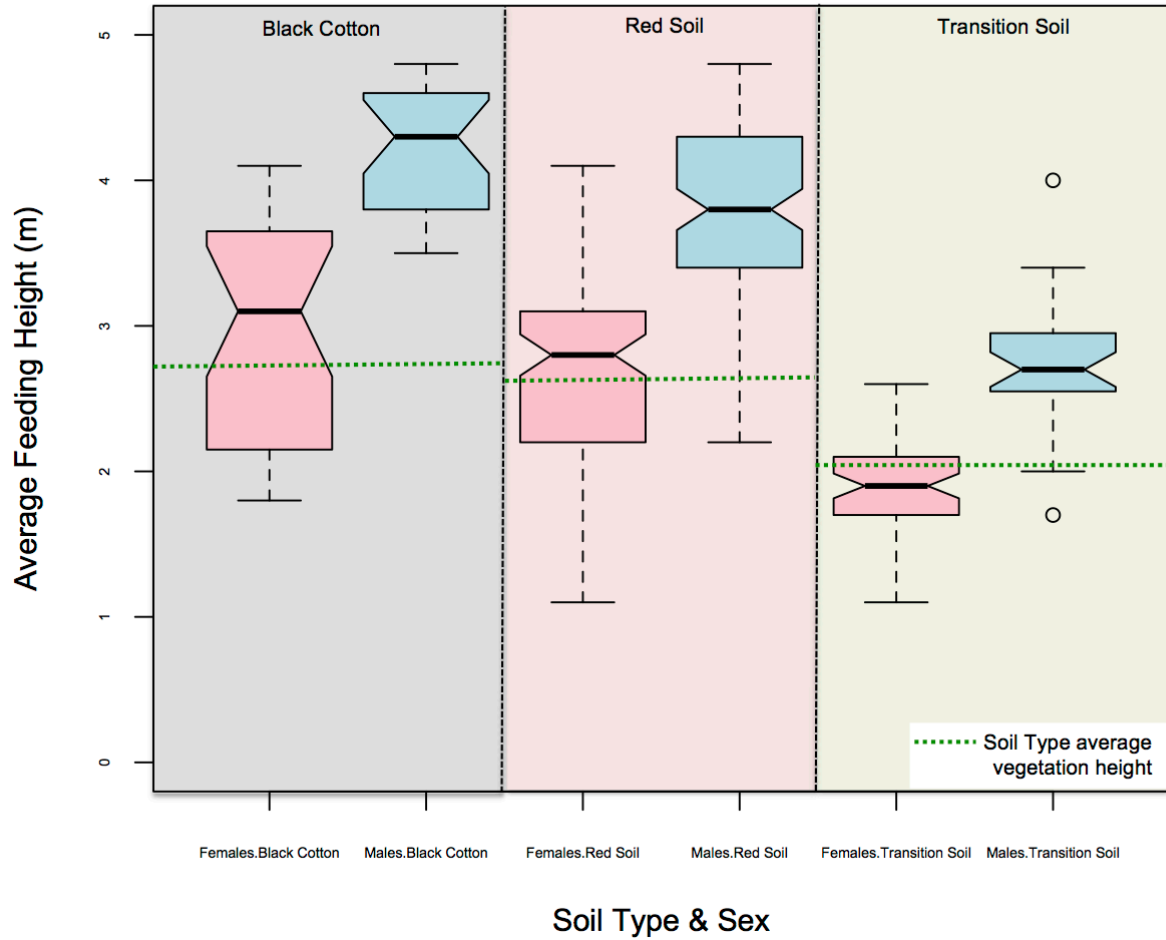 Black Cotton
Red Soil
Transition Soil
Average Feeding Height (m)
5
4
3
2
1
0
Soil Type average
vegetation height
Females.Black Cotton
Males.Black Cotton
Females.Red Soil
Males.Red Soil
Females.Transition Soil
Males.Transition Soil
Soil Type & Sex